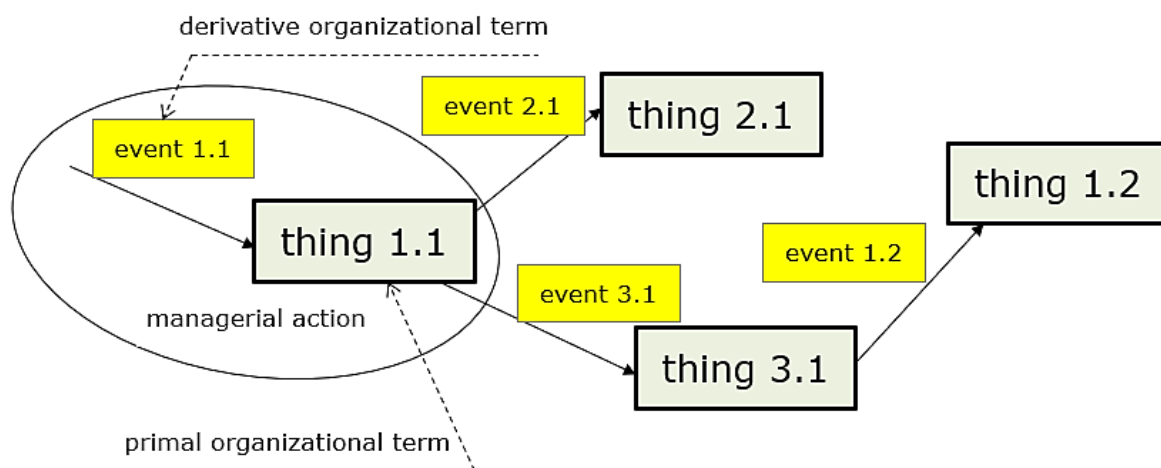 derivative organizational term
event 1.1
event 2.1
thing 2.1
thing 1.1
thing 1.2
event 1.2
event 3.1
managerial action
thing 3.1
primal organizational term